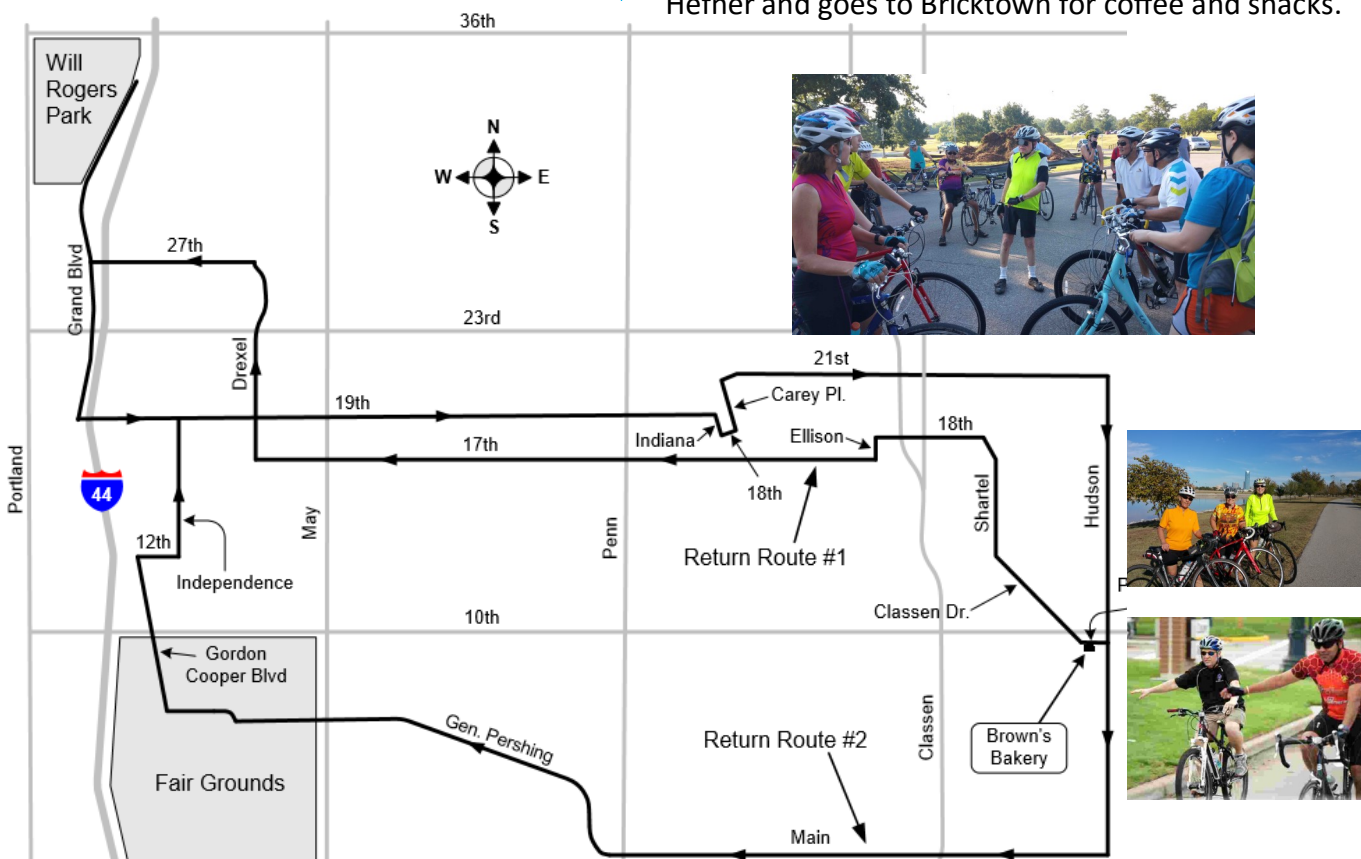 Hefner and goes to Bricktown for coffee and snacks.
36th
Will
Rogers
Park
N
W
E
S
27th
Grand Blvd
23rd
Drexel
21st
Carey Pl.
19th
Indiana
Ellison
18th
17th
18th
Portland
44
May
Penn
Shartel
Hudson
12th
Return Route #1
Independence
Classen Dr.
10th
P
Gordon
Cooper Blvd
Gen. Pershing
Return Route #2
Classen
Brown's
Bakery
Fair Grounds
Main